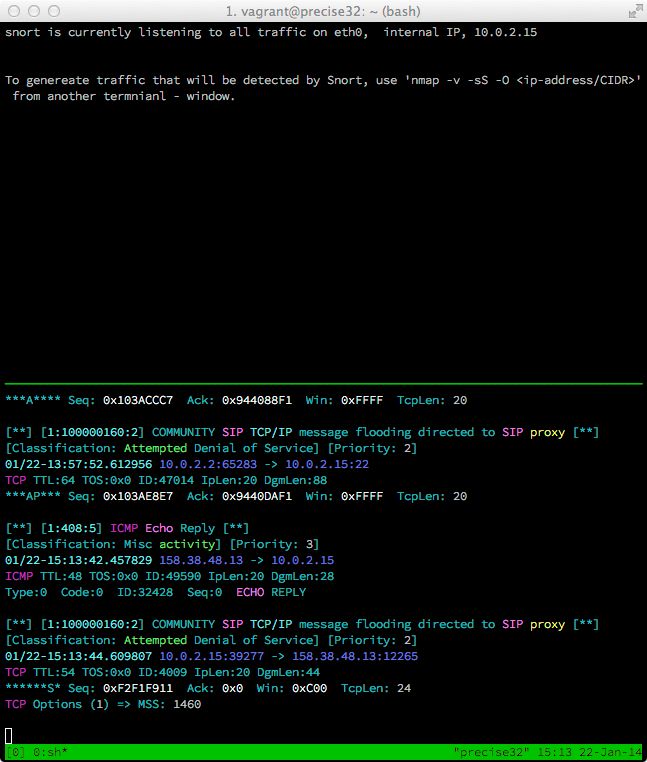 1. vagrant@precise32: ~ (bash)
snort is currently listening to all traffic on eth0,  internal IP, 10.0.2.15
To genereate traffic that will be detected by Snort, use 'nmap -v -sS -O <ip-address/CIDR>'
 from another termnianl - window.
***A**** Seq: 0x103ACCC7  Ack: 0x944088F1  Win: 0xFFFF  TcpLen: 20
[**] [1:100000160:2] COMMUNITY SIP TCP/IP message flooding directed to SIP proxy [**]
[Classification: Attempted Denial of Service] [Priority: 2]
01/22-13:57:52.612956 10.0.2.2:65283 -> 10.0.2.15:22
TCP TTL:64 TOS:0x0 ID:47014 IpLen:20 DgmLen:88
***AP*** Seq: 0x103AE8E7  Ack: 0x9440DAF1  Win: 0xFFFF  TcpLen: 20
[**] [1:408:5] ICMP Echo Reply [**]
[Classification: Misc activity] [Priority: 3]
01/22-15:13:42.457829 158.38.48.13 -> 10.0.2.15
ICMP TTL:48 TOS:0x0 ID:49590 IpLen:20 DgmLen:28
Type:0  Code:0  ID:32428  Seq:0  ECHO REPLY
[**] [1:100000160:2] COMMUNITY SIP TCP/IP message flooding directed to SIP proxy [**]
[Classification: Attempted Denial of Service] [Priority: 2]
01/22-15:13:44.609807 10.0.2.15:39277 -> 158.38.48.13:12265
TCP TTL:54 TOS:0x0 ID:4009 IpLen:20 DgmLen:44
******S* Seq: 0xF2F1F911  Ack: 0x0  Win: 0xC00  TcpLen: 24
TCP Options (1) => MSS: 1460
[0] 0:sh* "precise32" 15:13 22-Jan-14